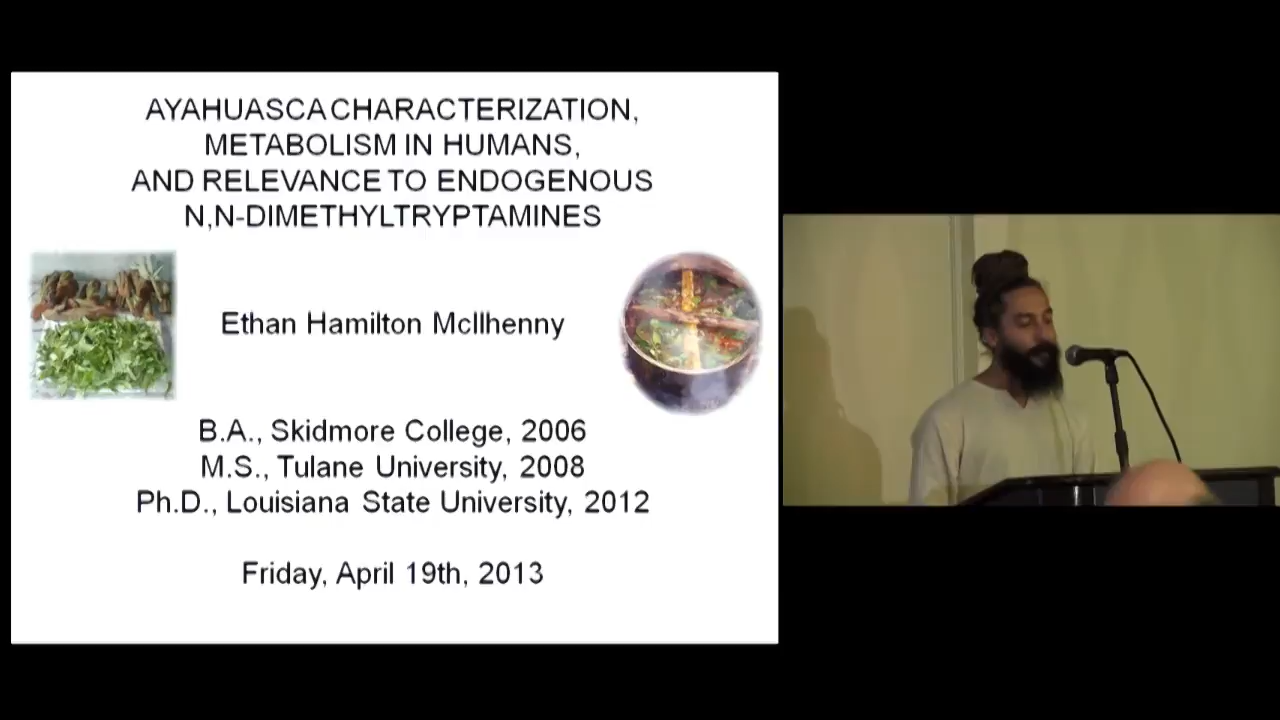 AYAHUASCA CHARACTERIZATION,
METABOLISM IN HUMANS,
AND RELEVANCE TO ENDOGENOUS
N,N-DIMETHYLTRYPTAMINES
Ethan Hamilton McIlhenny
B.A., Skidmore College, 2006
M.S., Tulane University, 2008
Ph.D., Louisiana State University, 2012
Friday, April 19th, 2013